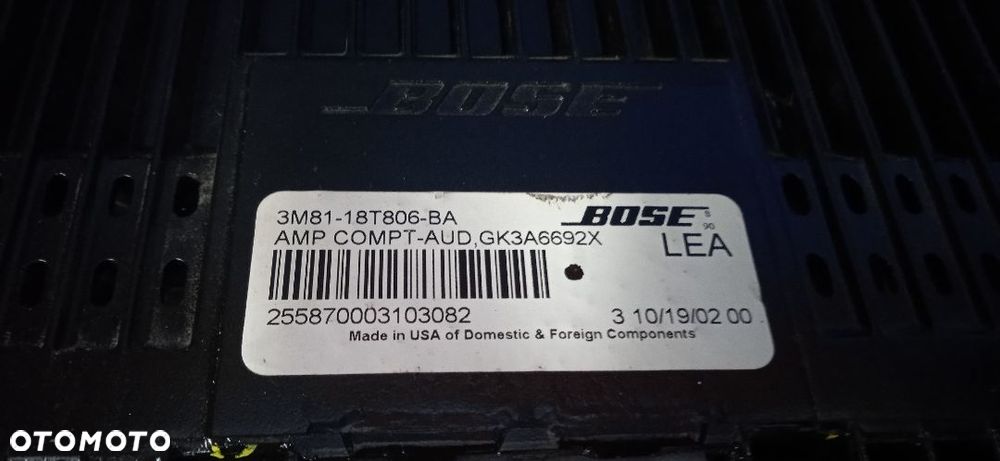 BOSE
3M81-18T806-BA
BOSE
AMP COMPT-AUD,GK3A6692X
LEA
255870003103082
3 10/19/02 00
Made in USA of Domestic & Foreign Components
OTOMOTO